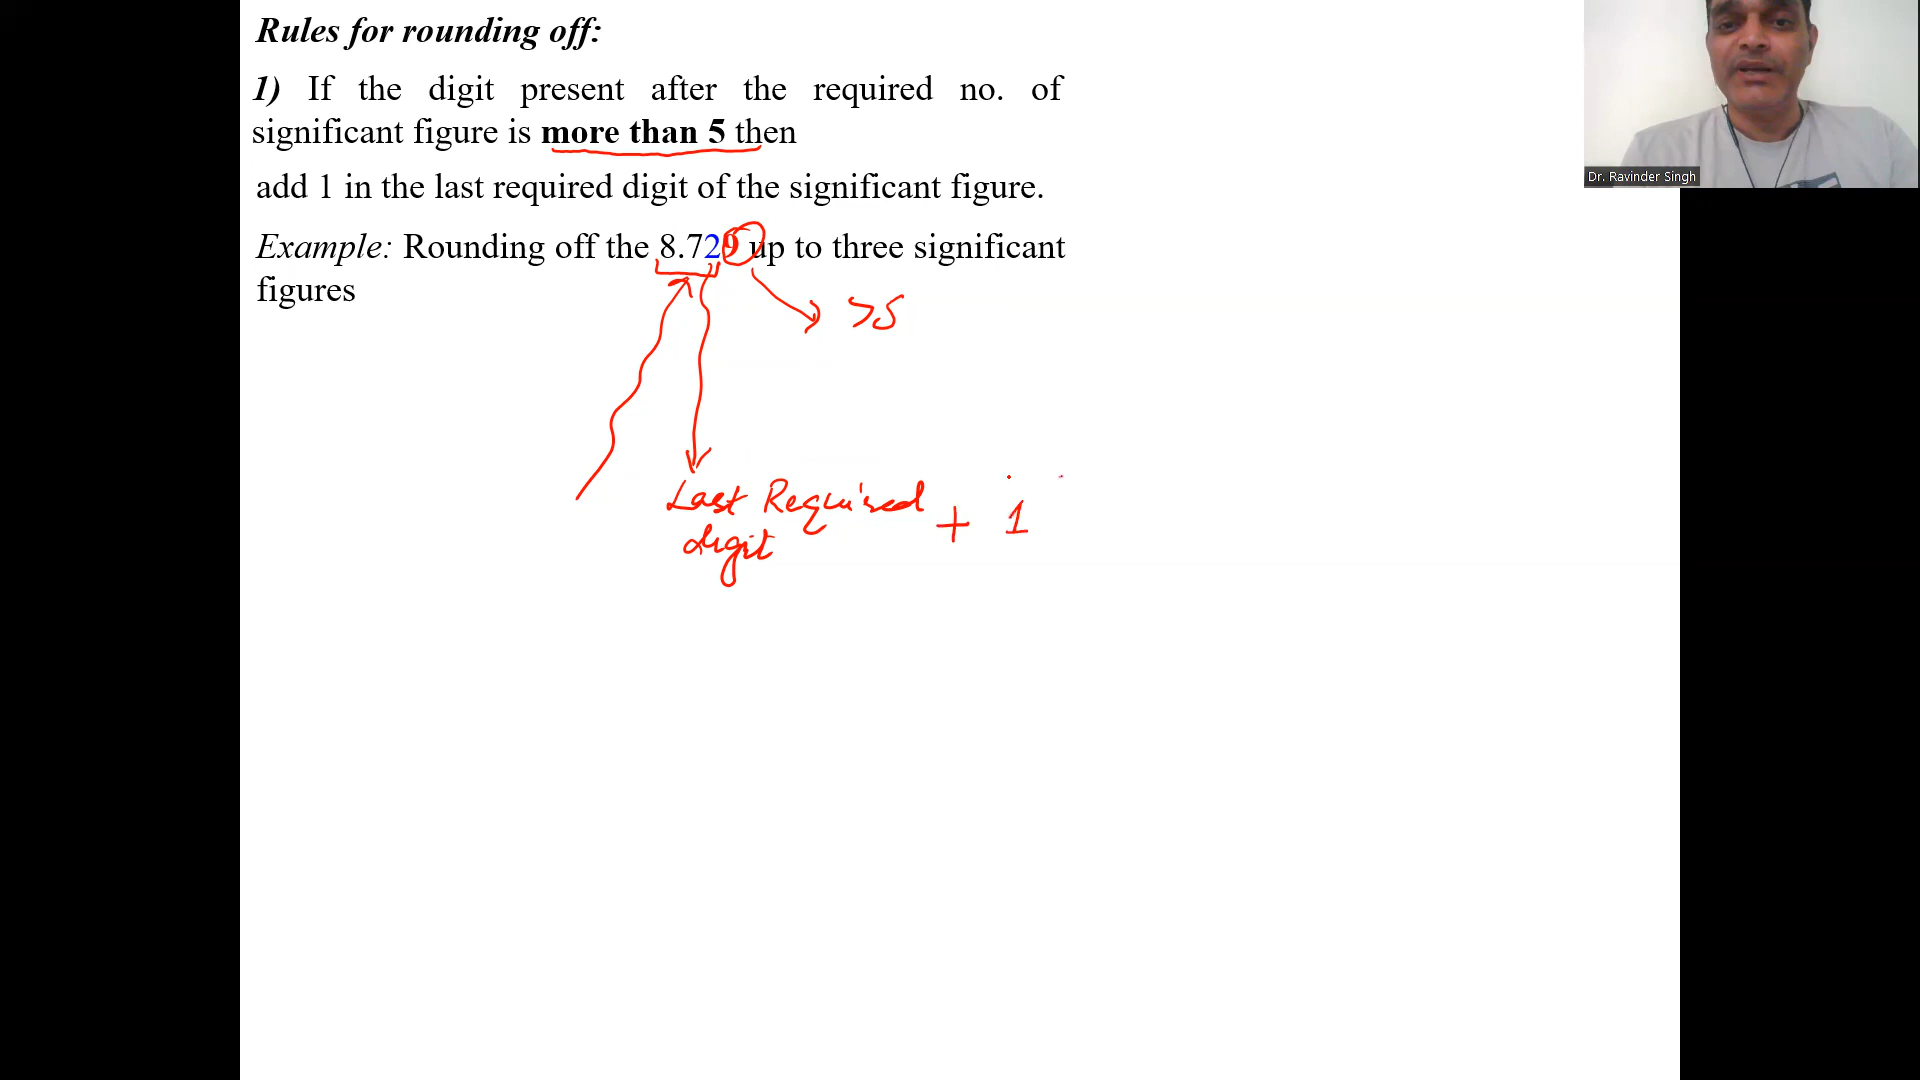 Rules for rounding off:
1) If the digit present after the required no. of
significant figure is more than 5 then
add 1 in the last required digit of the significant figure.
Example: Rounding off the 8.729 up to three significant
figures
>5
Last Required + 1
digit
Dr. Ravinder Singh